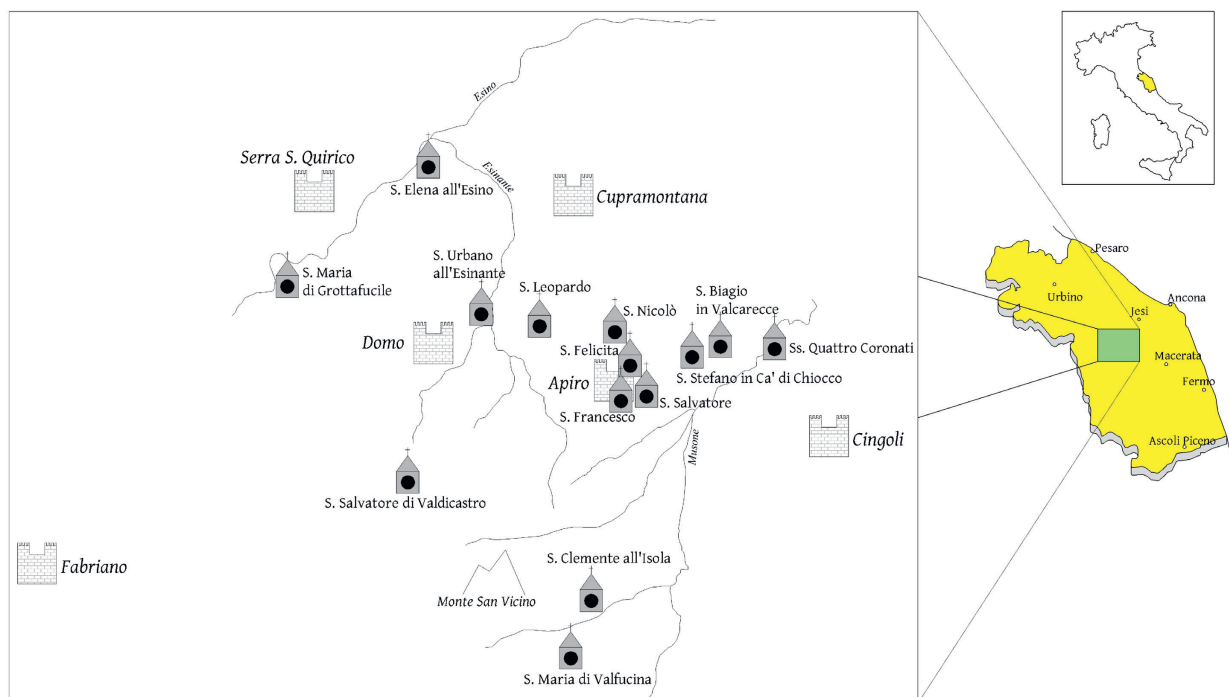 Esino
Serra S. Quirico
S. Elena all'Esino
Esinante
Cupramontana
S. Maria
di Grottafucile
S. Urbano
all'Esinante
S. Leopardo
S. Nicolò
S. Biagio
in Valcarecce
Domo
S. Felicita
Ss. Quattro Coronati
S. Stefano in Ca' di Chiocco
Apiro
S. Salvatore
S. Francesco
Musone
Cingoli
S. Salvatore di Valdicastro
Fabriano
S. Clemente all'Isola
Monte San Vicino
S. Maria di Valfucina
Pesaro
Urbino
Ancona
Jesi
Macerata
Fermo
Ascoli Piceno